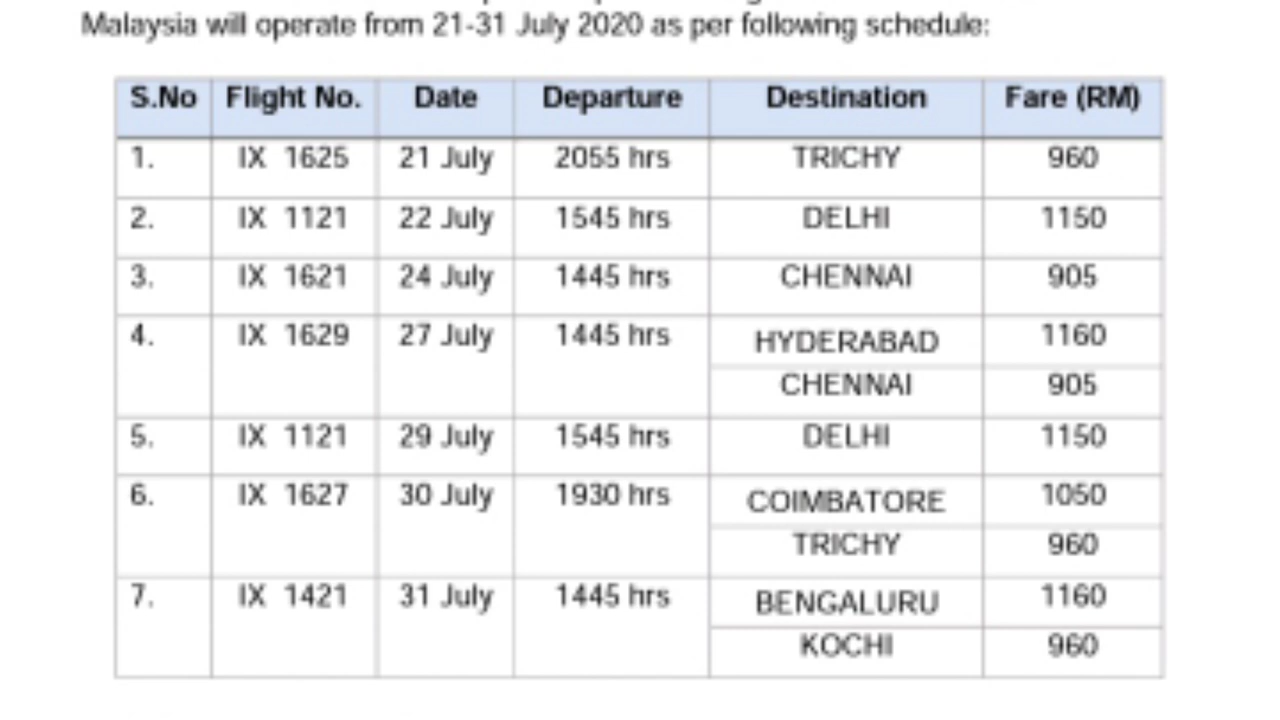 Malaysia will operate from 21-31 July 2020 as per following schedule:
S.No Flight No. Date Departure Destination Fare (RM)
1. IX 1625 21 July 2055 hrs TRICHY 960
2. IX 1121 22 July 1545 hrs DELHI 1150
3. IX 1621 24 July 1445 hrs CHENNAI 905
4. IX 1629 27 July 1445 hrs HYDERABAD 1160
CHENNAI 905
5. IX 1121 29 July 1545 hrs DELHI 1150
6. IX 1627 30 July 1930 hrs COIMBATORE 1050
TRICHY 960
7. IX 1421 31 July 1445 hrs BENGALURU 1160
KOCHI 960